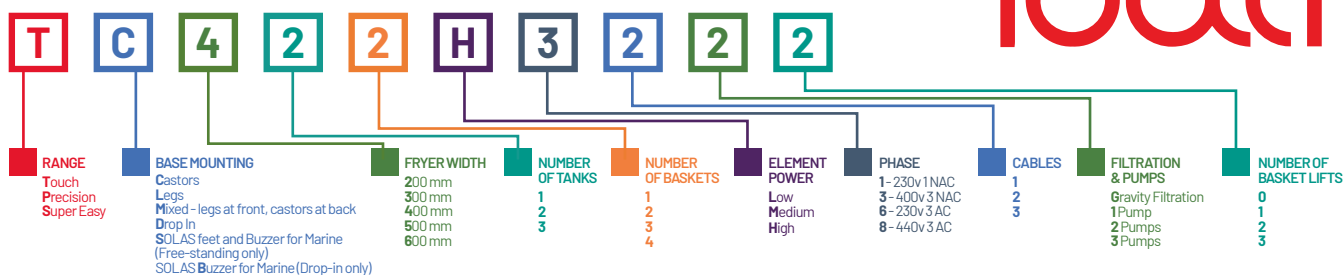 T C 4 2 2 H 3 2 2 2
RANGE
Touch
Precision
Super Easy
BASE MOUNTING
Castors
Legs
Mixed - legs at front, castors at back
Drop In
SOLAS feet and Buzzer for Marine
(Free-standing only)
SOLAS Buzzer for Marine (Drop-in only)
FRYER WIDTH
200 mm
300 mm
400 mm
500 mm
600 mm
NUMBER
OF TANKS
1
2
3
NUMBER
OF BASKETS
1
2
3
4
ELEMENT
POWER
Low
Medium
High
PHASE
1 - 230v 1 NAC
3 - 400v 3 NAC
6 - 230v 3 AC
8 - 440v 3 AC
CABLES
1
2
3
FILTRATION
& PUMPS
Gravity Filtration
1 Pump
2 Pumps
3 Pumps
NUMBER OF
BASKET LIFTS
0
1
2
3